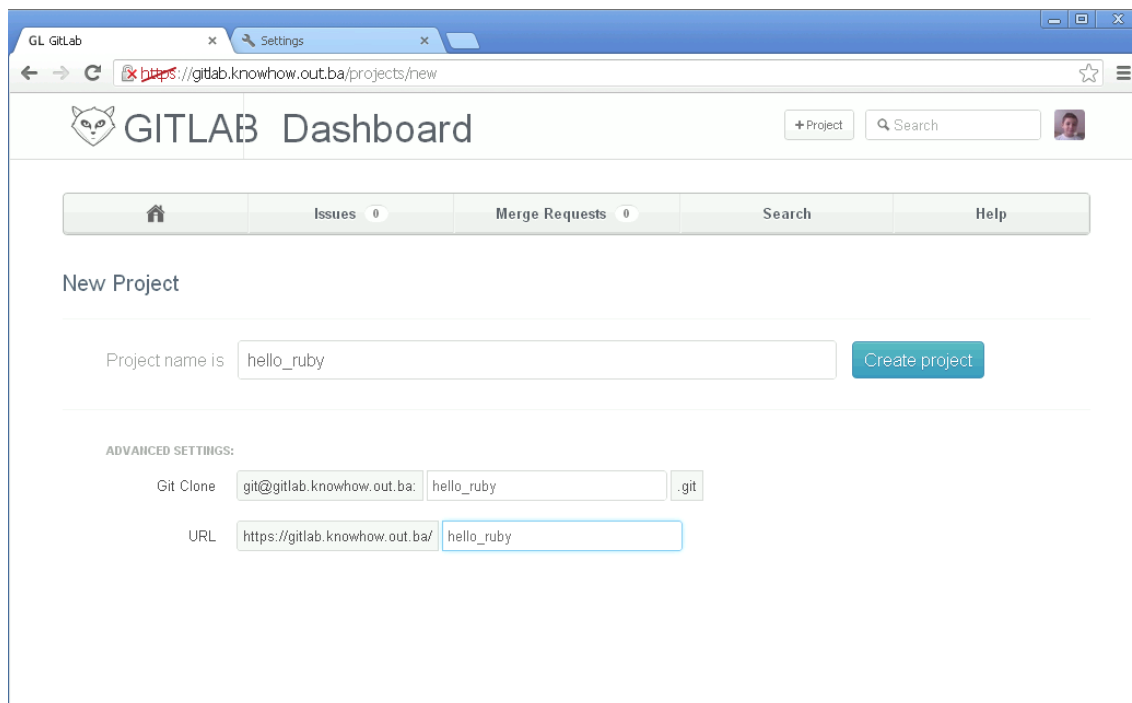 GL GitLab
Settings
https://gitlab.knowhow.out.ba/projects/new
GITLAB Dashboard
+Project
Search
Issues 0
Merge Requests 0
Search
Help
New Project
Project name is hello_ruby Create project
ADVANCED SETTINGS:
Git Clone git@gitlab.knowhow.out.ba: hello_ruby .git
URL https://gitlab.knowhow.out.ba/ hello_ruby